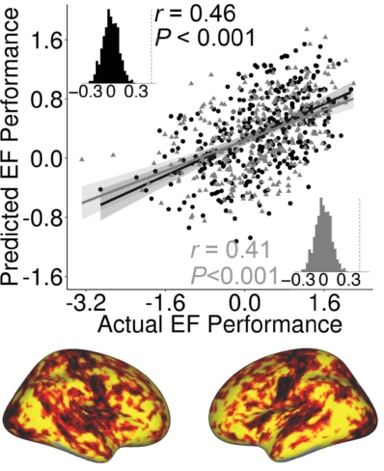 r = 0.46
P < 0.001
-0.3 0 0.3
Predicted EF Performance
1.6
0.8
0.0
-0.8
-1.6
r = 0.41
P<0.001
-0.3 0 0.3
-3.2 -1.6 0.0 1.6
Actual EF Performance